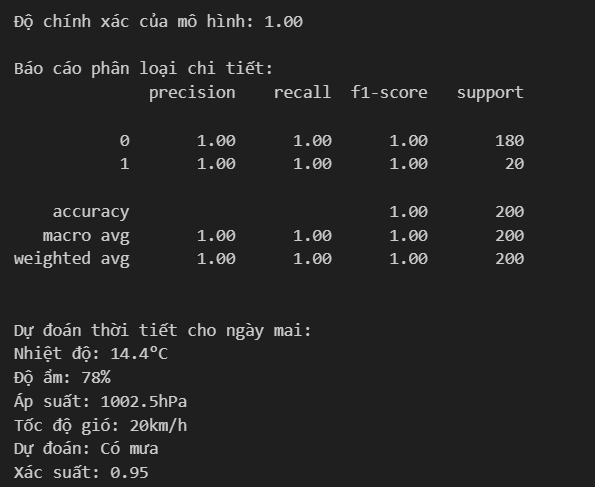 Độ chính xác của mô hình: 1.00
Báo cáo phân loại chi tiết:
precision recall f1-score support
0 1.00 1.00 1.00 180
1 1.00 1.00 1.00 20
accuracy 1.00 200
macro avg 1.00 1.00 1.00 200
weighted avg 1.00 1.00 1.00 200
Dự đoán thời tiết cho ngày mai:
Nhiệt độ: 14.4°C
Độ ẩm: 78%
Áp suất: 1002.5hPa
Tốc độ gió: 20km/h
Dự đoán: Có mưa
Xác suất: 0.95